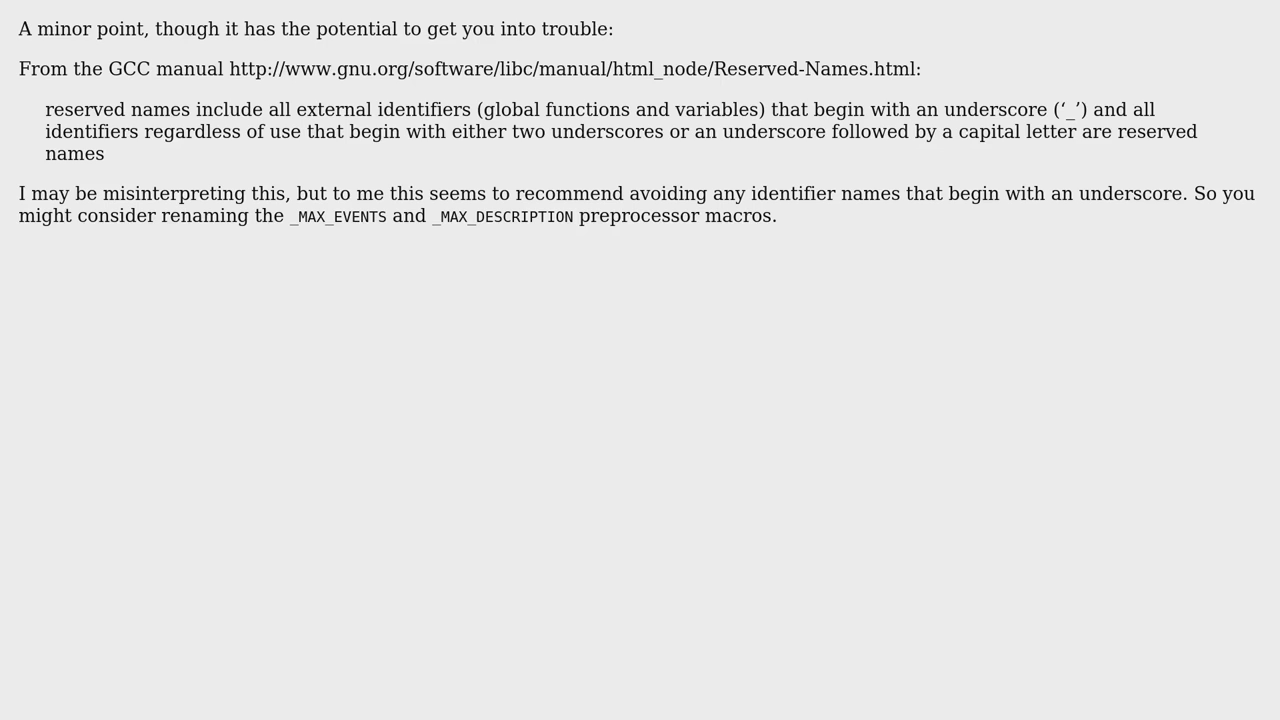 A minor point, though it has the potential to get you into trouble:
From the GCC manual http://www.gnu.org/software/libc/manual/html_node/Reserved-Names.html:
reserved names include all external identifiers (global functions and variables) that begin with an underscore (‘_’) and all
identifiers regardless of use that begin with either two underscores or an underscore followed by a capital letter are reserved
names
I may be misinterpreting this, but to me this seems to recommend avoiding any identifier names that begin with an underscore. So you
might consider renaming the _MAX_EVENTS and _MAX_DESCRIPTION preprocessor macros.